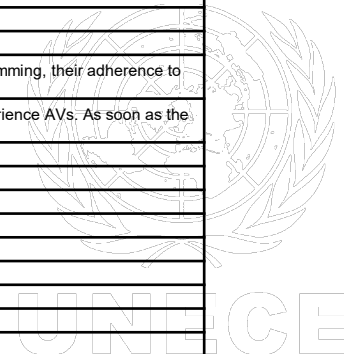 mming, their adherence to
rience AVs. As soon as the
UNECE